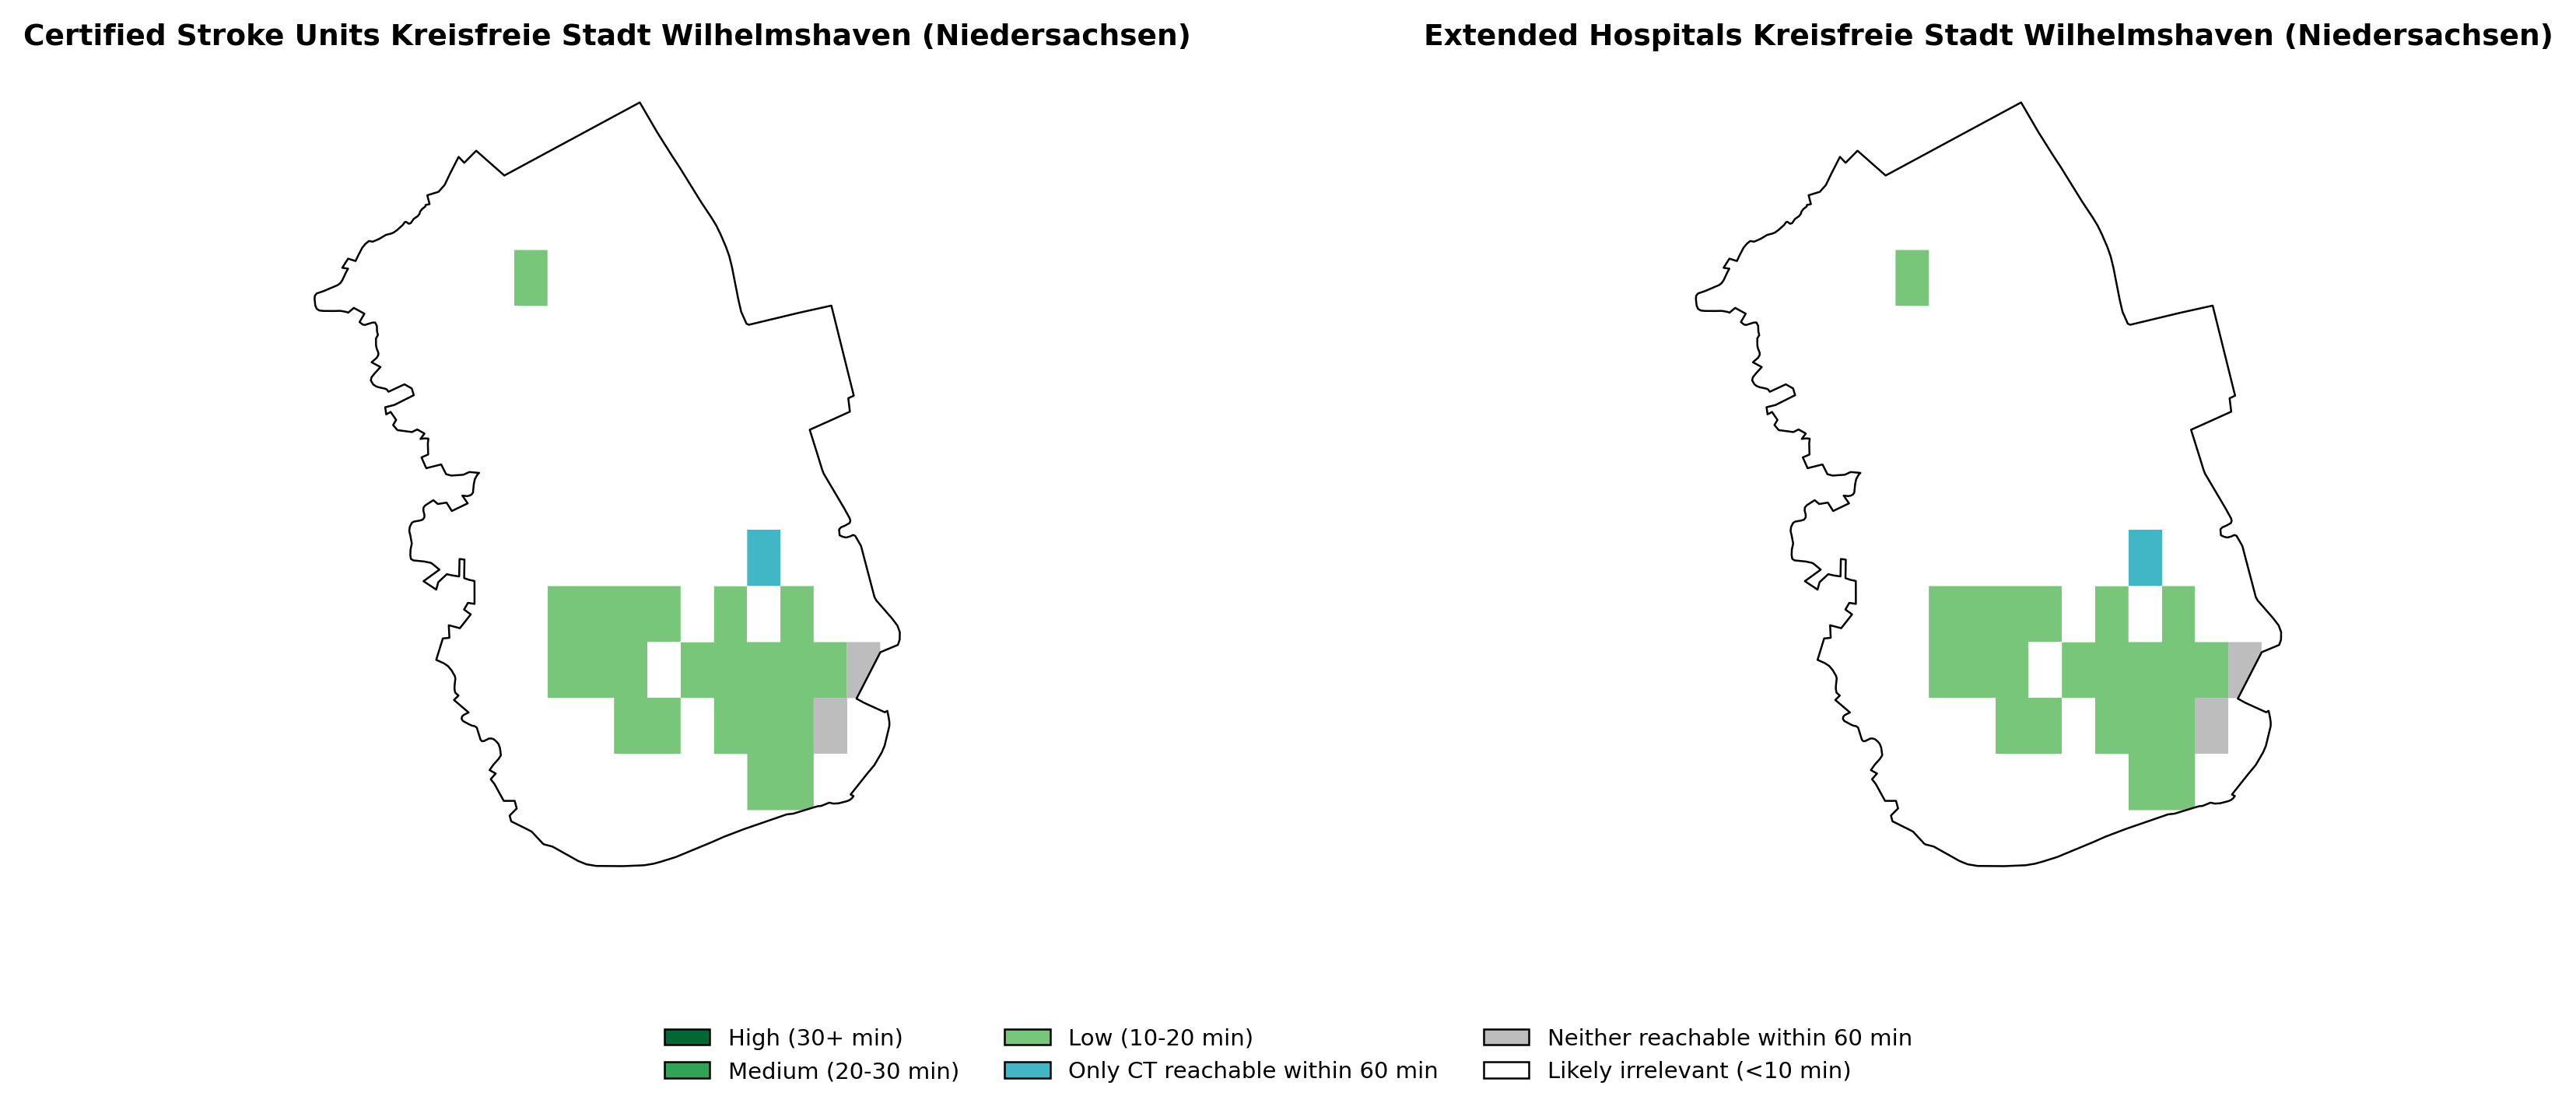 Certified Stroke Units Kreisfreie Stadt Wilhelmshaven (Niedersachsen)
Extended Hospitals Kreisfreie Stadt Wilhelmshaven (Niedersachsen)
High (30+ min)
Medium (20-30 min)
Low (10-20 min)
Only CT reachable within 60 min
Neither reachable within 60 min
Likely irrelevant (<10 min)